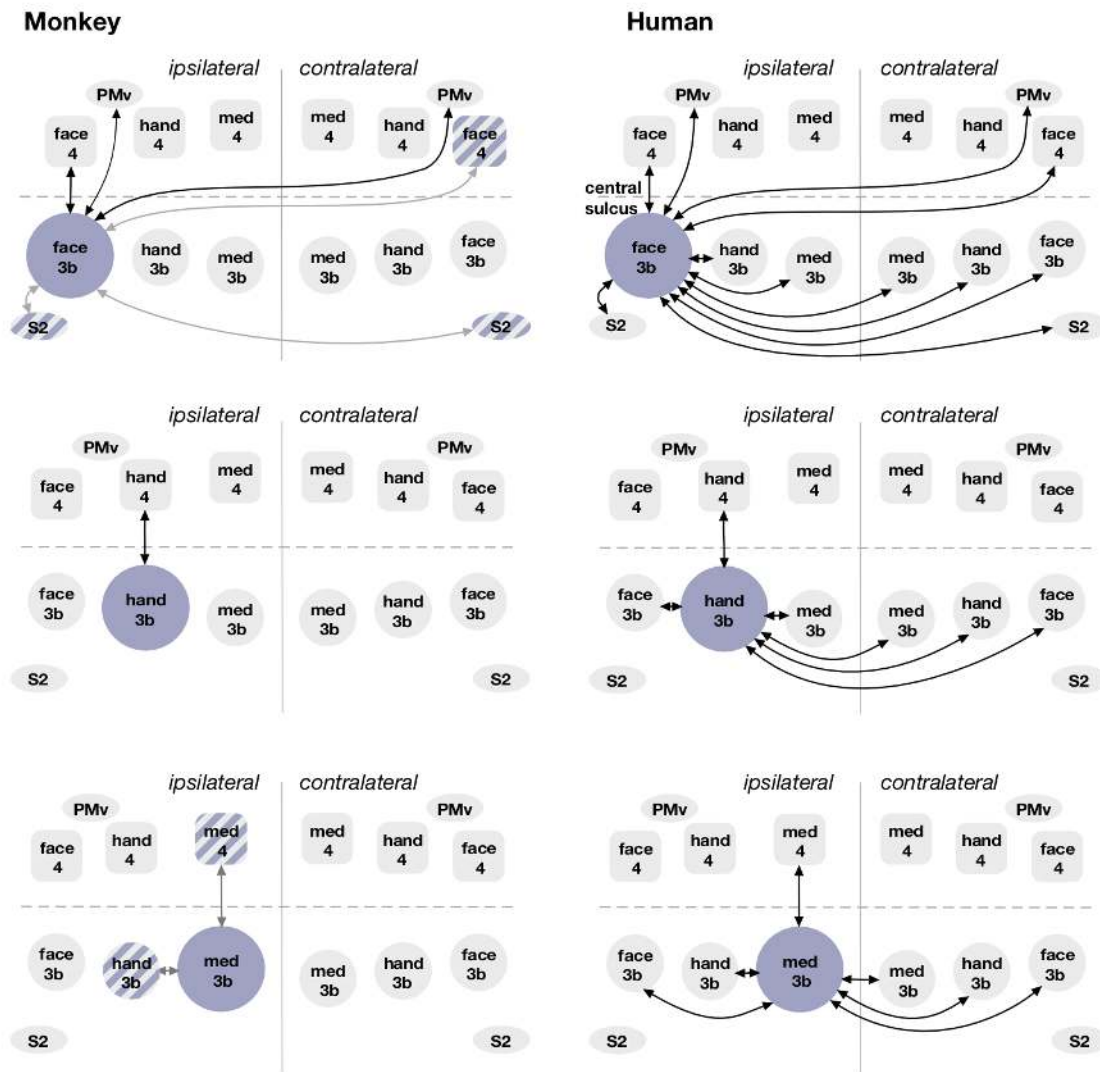 Monkey
Human
ipsilateral
contralateral
PMv
face
4
hand
4
med
4
med
4
hand
4
PMv
face
4
face
3b
hand
3b
med
3b
med
3b
hand
3b
face
3b
S2
S2
ipsilateral
contralateral
PMv
face
4
hand
4
med
4
med
4
hand
4
PMv
face
4
central
sulcus
face
3b
hand
3b
med
3b
med
3b
hand
3b
face
3b
S2
S2
ipsilateral
contralateral
PMv
face
4
hand
4
med
4
med
4
hand
4
PMv
face
4
face
3b
hand
3b
med
3b
med
3b
hand
3b
face
3b
S2
S2
ipsilateral
contralateral
PMv
face
4
hand
4
med
4
med
4
hand
4
PMv
face
4
face
3b
hand
3b
med
3b
med
3b
hand
3b
face
3b
S2
S2
ipsilateral
contralateral
PMv
face
4
hand
4
med
4
med
4
hand
4
PMv
face
4
face
3b
hand
3b
med
3b
med
3b
hand
3b
face
3b
S2
S2
ipsilateral
contralateral
PMv
face
4
hand
4
med
4
med
4
hand
4
PMv
face
4
face
3b
hand
3b
med
3b
med
3b
hand
3b
face
3b
S2
S2